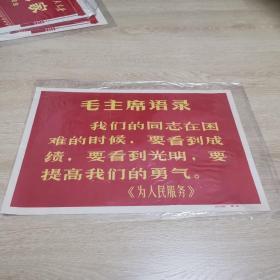 毛主席语录
我们的同志在困
难的时候，要看到成
绩，要看到光明，要
提高我们的勇气。
《为人民服务》